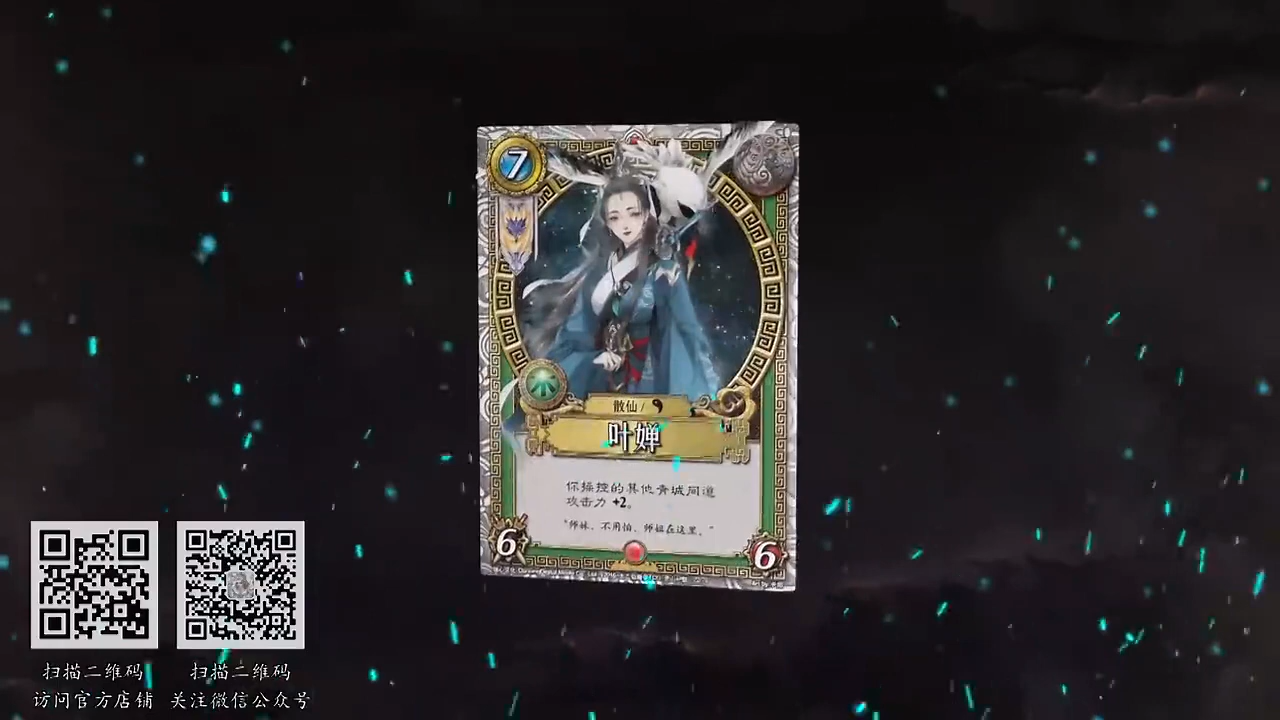 7
散仙 /
叶婵
你操控的其他青城同道
攻击力 +2。
“师妹，不用怕，师姐在这里。”
6
6
扫描二维码
访问官方店铺
扫描二维码
关注微信公众号